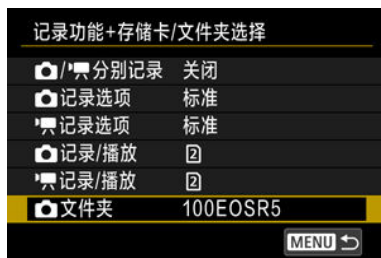 记录功能+存储卡/文件夹选择
/分别记录 关闭
记录选项 标准
记录选项 标准
记录/播放 2
记录/播放 2
文件夹 100EOSR5
MENU